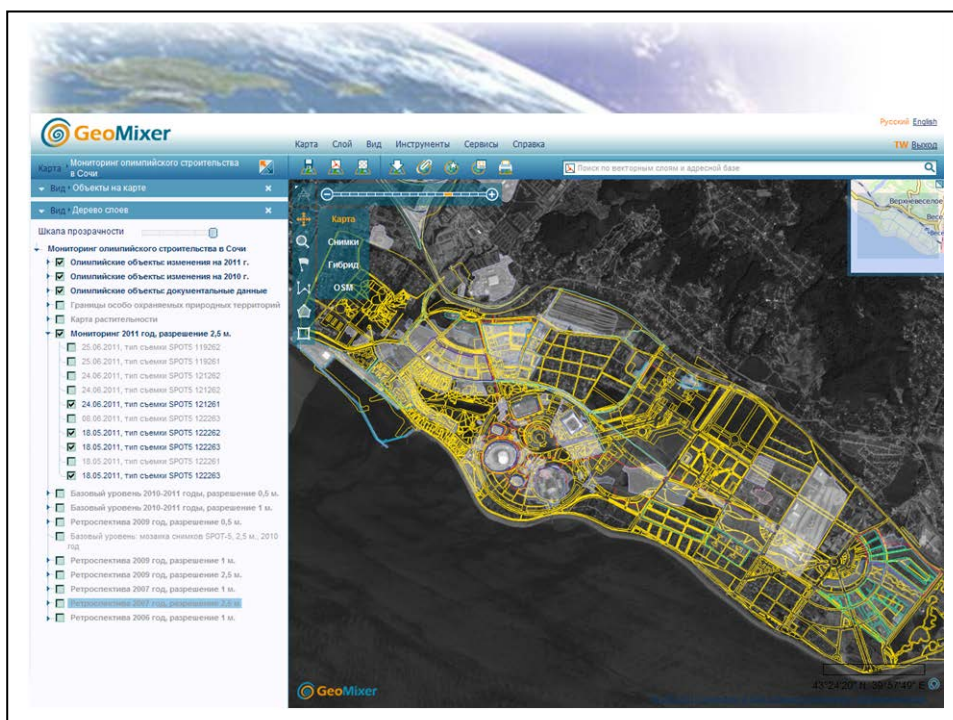 GeoMixer
Русский English
Карта Слой Вид Инструменты Сервисы Справка
TW Выход
Карта Мониторинг олимпийского строительства
в Сочи
Поиск по векторным слоям и адресной базе
Вид Объекты на карте
Вид Дерево слоев
Шкала прозрачности
Мониторинг олимпийского строительства в Сочи
Олимпийские объекты: изменения на 2011 г.
Олимпийские объекты: изменения на 2010 г.
Олимпийские объекты: документальные данные
Границы особо охраняемых природных территорий
Карта растительности
Мониторинг 2011 год, разрешение 2,5 м.
25.06.2011, тип съемки SPOT5 119262
25.06.2011, тип съемки SPOT5 119261
24.06.2011, тип съемки SPOT5 121262
24.06.2011, тип съемки SPOT5 121262
24.06.2011, тип съемки SPOT5 121261
08.06.2011, тип съемки SPOT5 122263
18.05.2011, тип съемки SPOT5 122262
18.05.2011, тип съемки SPOT5 122263
18.05.2011, тип съемки SPOT5 122261
18.05.2011, тип съемки SPOT5 122263
Базовый уровень 2010-2011 годы, разрешение 0,5 м.
Базовый уровень 2010-2011 годы, разрешение 1 м.
Ретроспектива 2009 год, разрешение 0,5 м.
Базовый уровень: мозаика снимков SPOT-5, 2,5 м., 2010
год
Ретроспектива 2009 год, разрешение 1 м.
Ретроспектива 2009 год, разрешение 2,5 м.
Ретроспектива 2007 год, разрешение 1 м.
Ретроспектива 2007 год, разрешение 2,5 м.
Ретроспектива 2006 год, разрешение 1 м.
Карта
Снимки
Гибрид
OSM
Верхневеселое
Весе
GeoMixer
43°24'20" N, 39°57'49" E